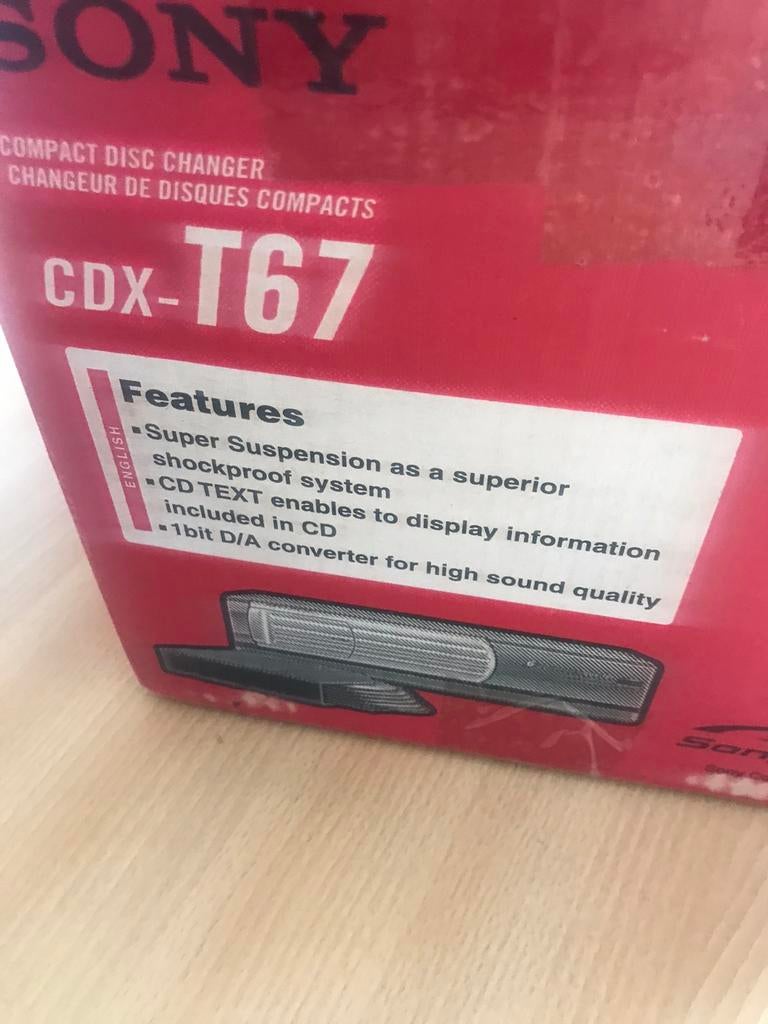 SONY
COMPACT DISC CHANGER
CHANGEUR DE DISQUES COMPACTS
CDX-T67
ENGLISH
Features
▪Super Suspension as a superior
shockproof system
▪CD TEXT enables to display information
included in CD
▪1bit D/A converter for high sound quality
Sony